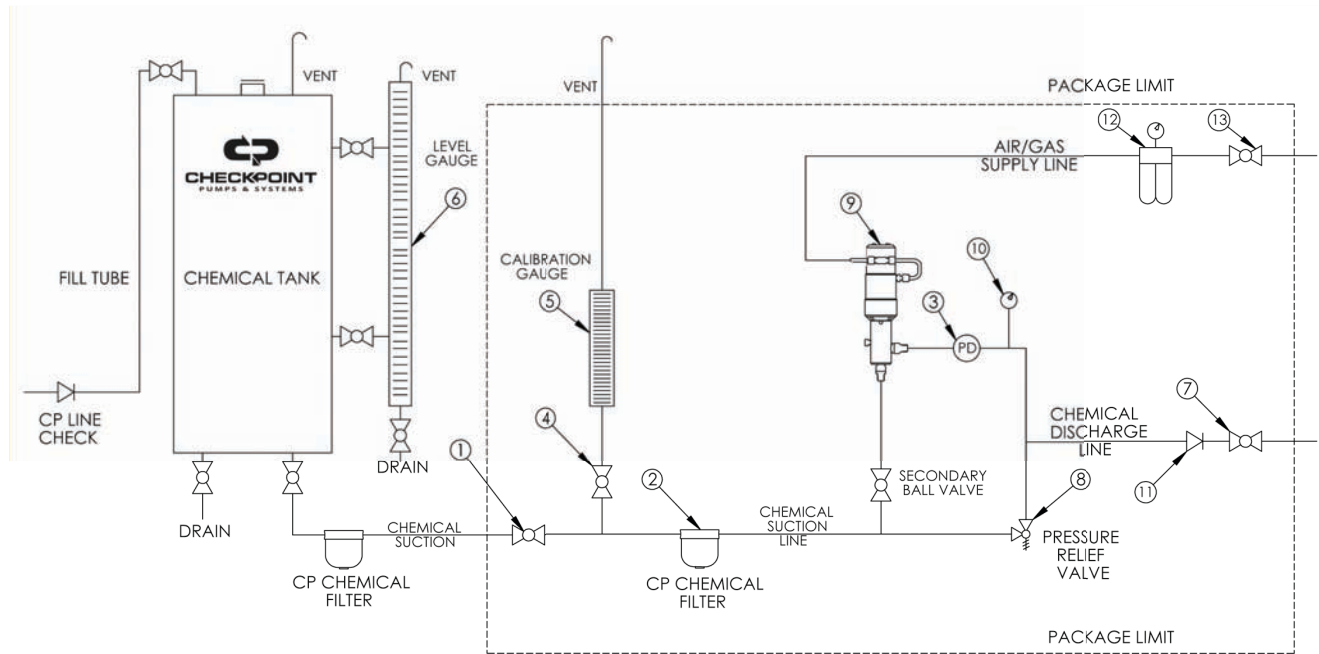 VENT
VENT
LEVEL
GAUGE
6
CP
CHECKPOINT
PUMPS & SYSTEMS
CHEMICAL TANK
FILL TUBE
CP LINE
CHECK
DRAIN
DRAIN
CHEMICAL
SUCTION
CP CHEMICAL
FILTER
1
VENT
CALIBRATION
GAUGE
5
4
2
CP CHEMICAL
FILTER
CHEMICAL
SUCTION
LINE
SECONDARY
BALL VALVE
9
3
PD
10
PACKAGE LIMIT
AIR/GAS
SUPPLY LINE
12
13
CHEMICAL
DISCHARGE
LINE
7
11
8
PRESSURE
RELIEF
VALVE
PACKAGE LIMIT